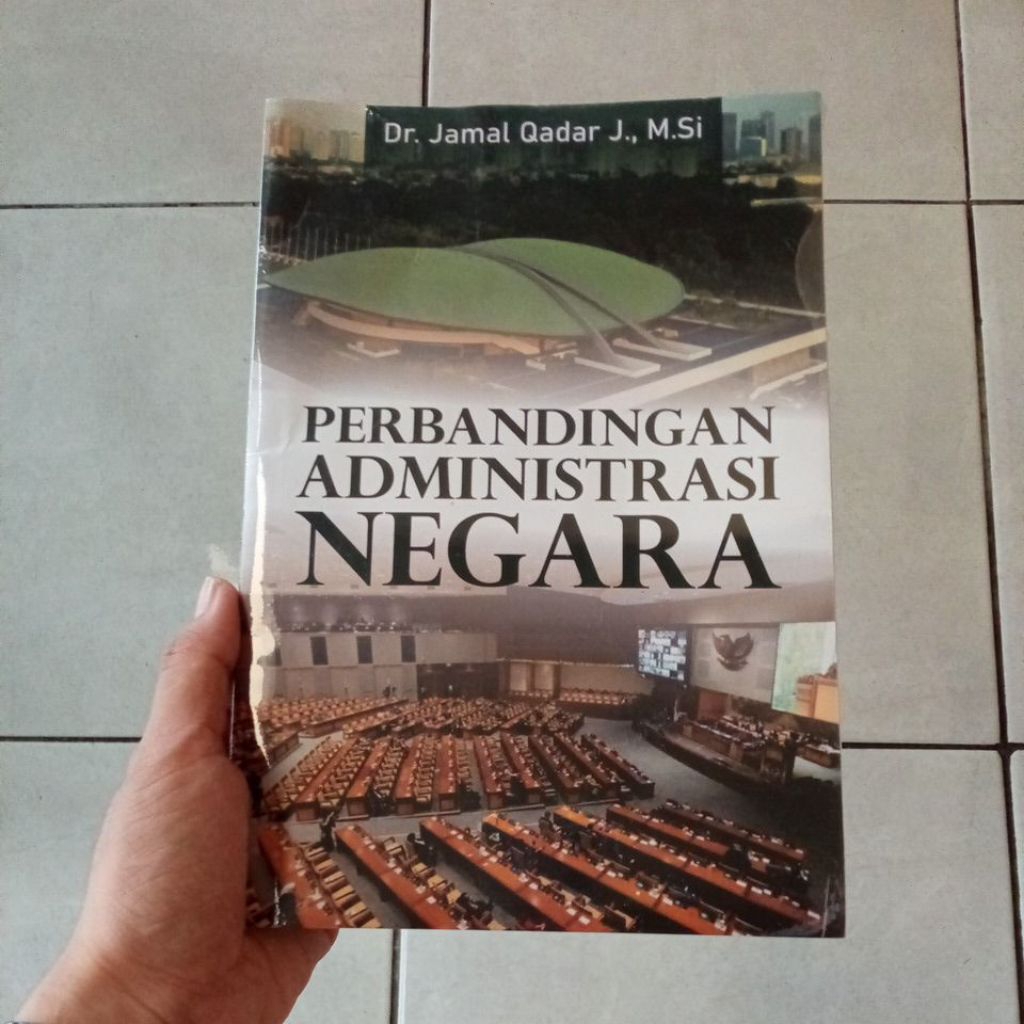 Dr. Jamal Qadar J., M.Si
PERBANDINGAN
ADMINISTRASI
NEGARA